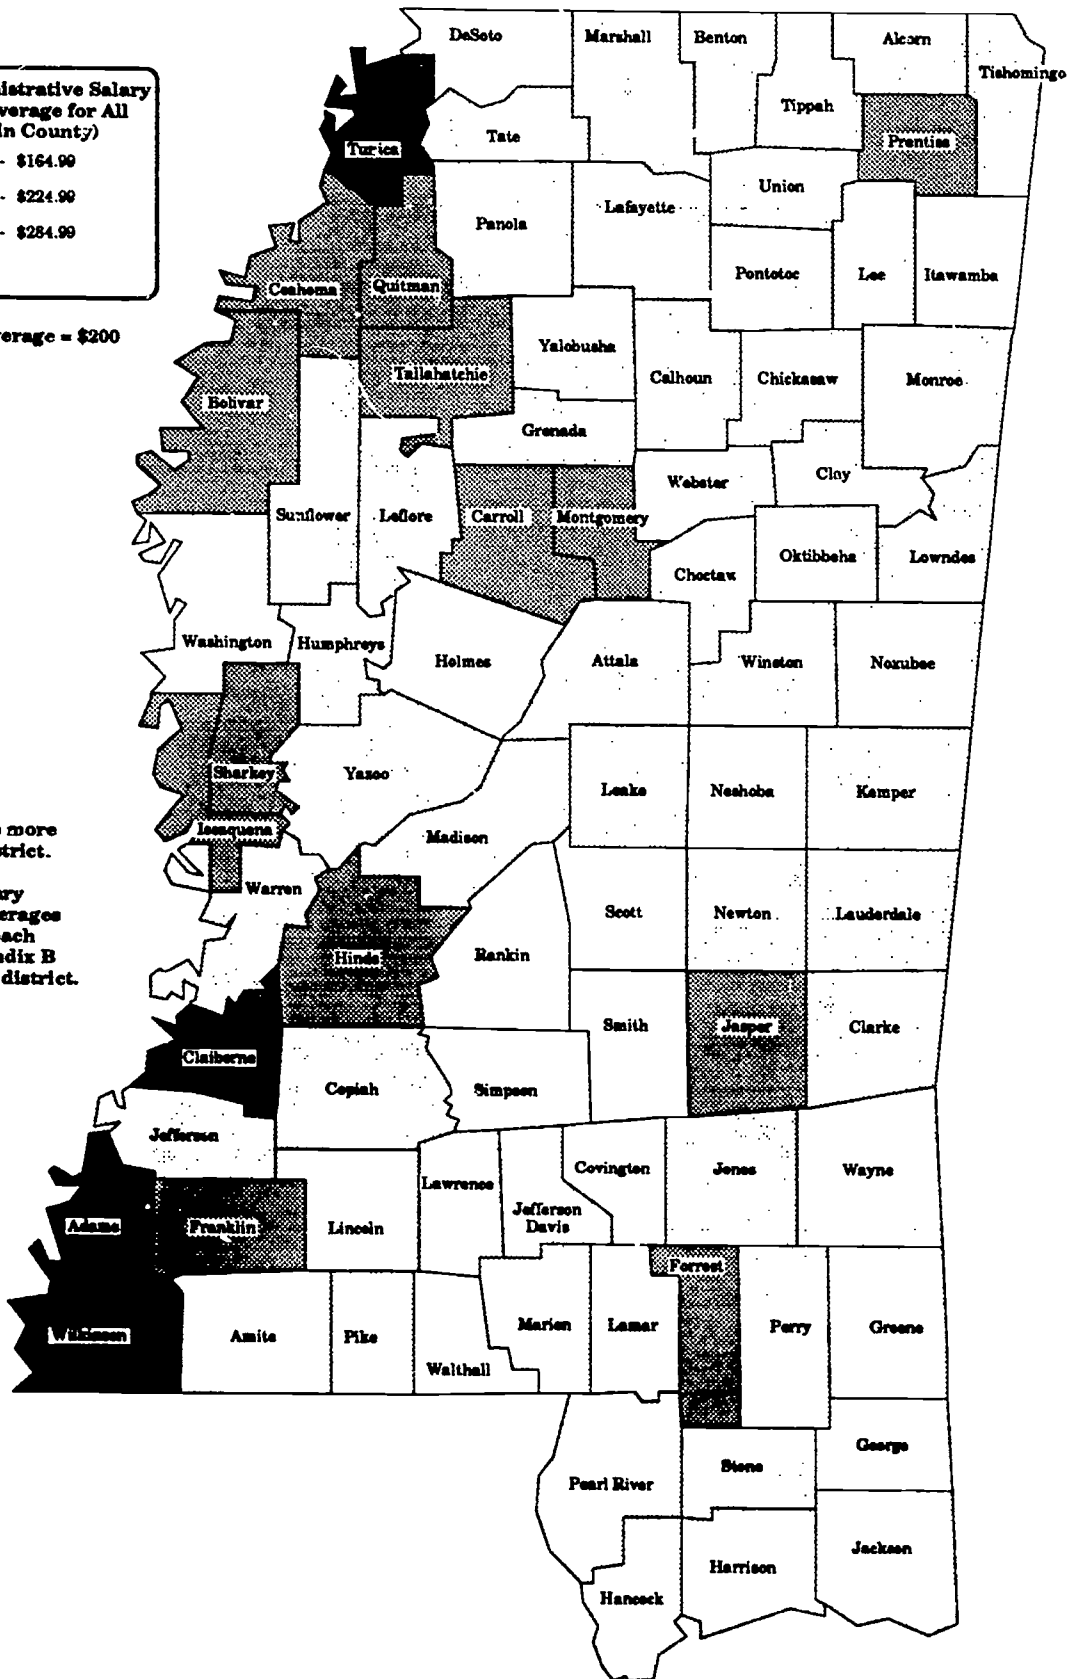 istrative Salary
verage for All
in County)
- $164.99
- $224.99
- $284.99
verage = $200
more
strict.
ary
erages
ach
ndix B
district.
DeSoto
Marshall
Benton
Alcorn
Tishomingo
Tippah
Prentiss
Tate
Tunica
Union
Lafayette
Panola
Pontotoc
Lee
Itawamba
Coahoma
Quitman
Yalobusha
Tallahatchie
Calhoun
Chickasaw
Monroe
Bolivar
Grenada
Webster
Clay
Sunflower
Leflore
Carroll
Montgomery
Oktibbeha
Lowndes
Choctaw
Washington
Humphreys
Holmes
Attala
Winston
Noxubee
Sharkey
Yazoo
Leake
Neshoba
Kemper
Issaquena
Madison
Warren
Scott
Newton
Lauderdale
Hinds
Rankin
Smith
Jasper
Clarke
Claiborne
Copiah
Simpson
Jefferson
Covington
Jones
Wayne
Lawrence
Jefferson
Davis
Adams
Franklin
Lincoln
Forrest
Wilkinson
Amite
Pike
Marion
Lamar
Perry
Greene
Walthall
George
Stone
Pearl River
Jackson
Harrison
Hancock